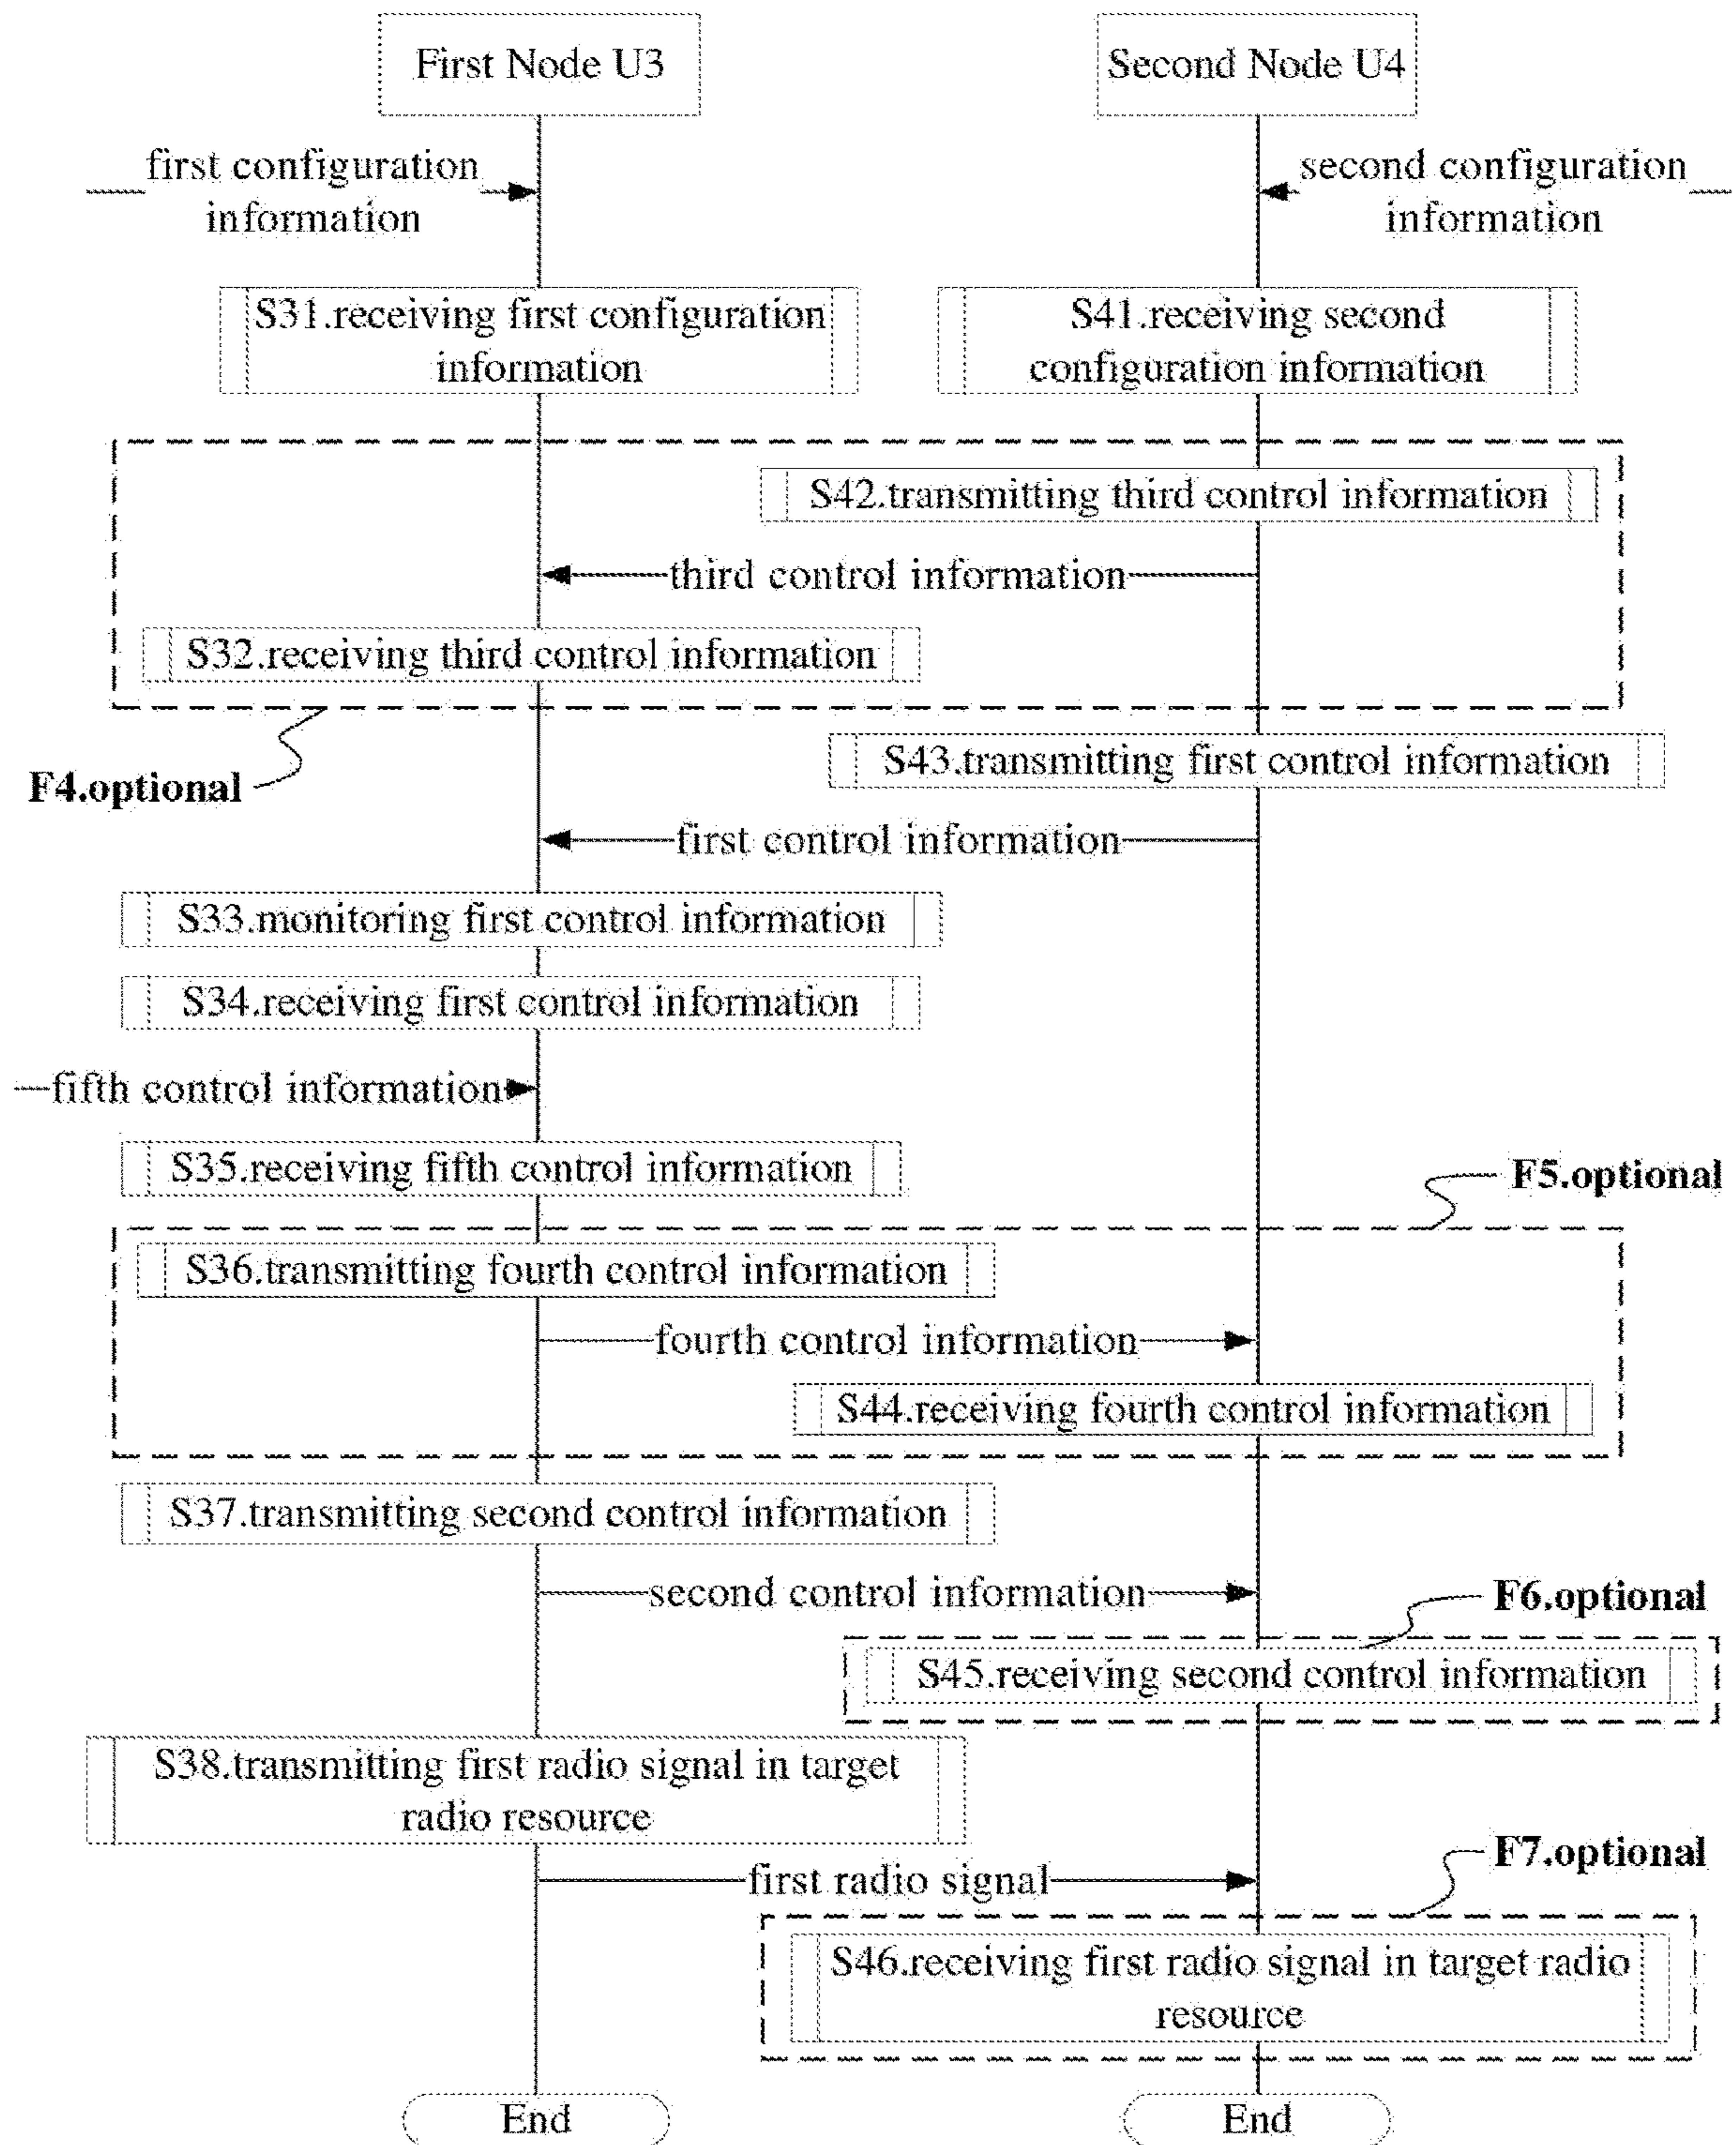 First Node U3
Second Node U4
first configuration
information
second configuration
information
S31.receiving first configuration
information
S41.receiving second
configuration information
S42.transmitting third control information
third control information
S32.receiving third control information
F4.optional
S43.transmitting first control information
first control information
S33.monitoring first control information
S34.receiving first control information
fifth control information
S35.receiving fifth control information
F5.optional
S36.transmitting fourth control information
fourth control information
S44.receiving fourth control information
S37.transmitting second control information
second control information
F6.optional
S45.receiving second control information
S38.transmitting first radio signal in target
radio resource
first radio signal
F7.optional
S46.receiving first radio signal in target radio
resource
End
End